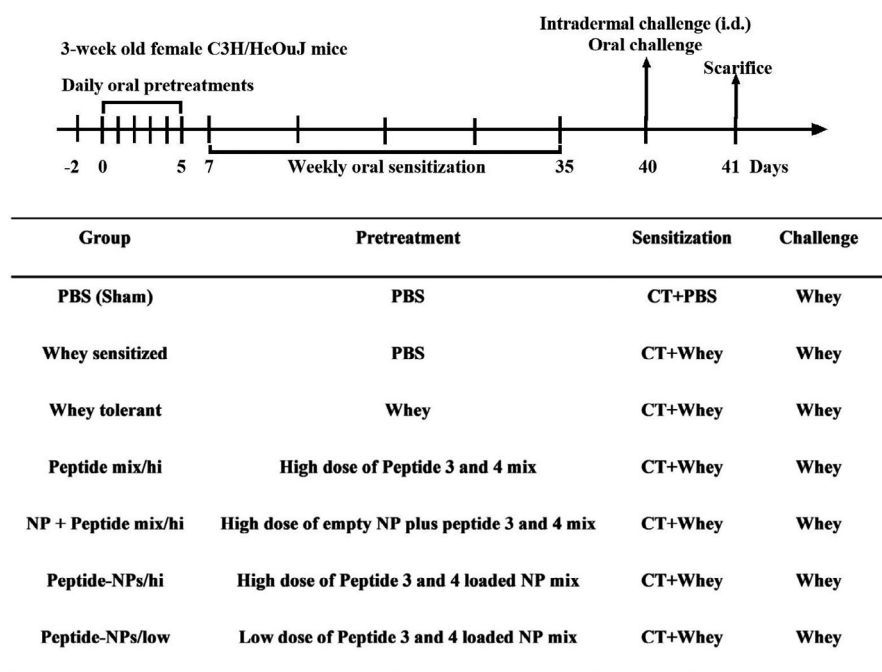 Intradermal challenge (i.d.)
3-week old female C3H/HeOuJ mice
Oral challenge
Scarifice
Daily oral pretreatments
-2 0 5 7 Weekly oral sensitization 35 40 41 Days
Group Pretreatment Sensitization Challenge
PBS (Sham) PBS CT+PBS Whey
Whey sensitized PBS CT+Whey Whey
Whey tolerant Whey CT+Whey Whey
Peptide mix/hi High dose of Peptide 3 and 4 mix CT+Whey Whey
NP + Peptide mix/hi High dose of empty NP plus peptide 3 and 4 mix CT+Whey Whey
Peptide-NPs/hi High dose of Peptide 3 and 4 loaded NP mix CT+Whey Whey
Peptide-NPs/low Low dose of Peptide 3 and 4 loaded NP mix CT+Whey Whey